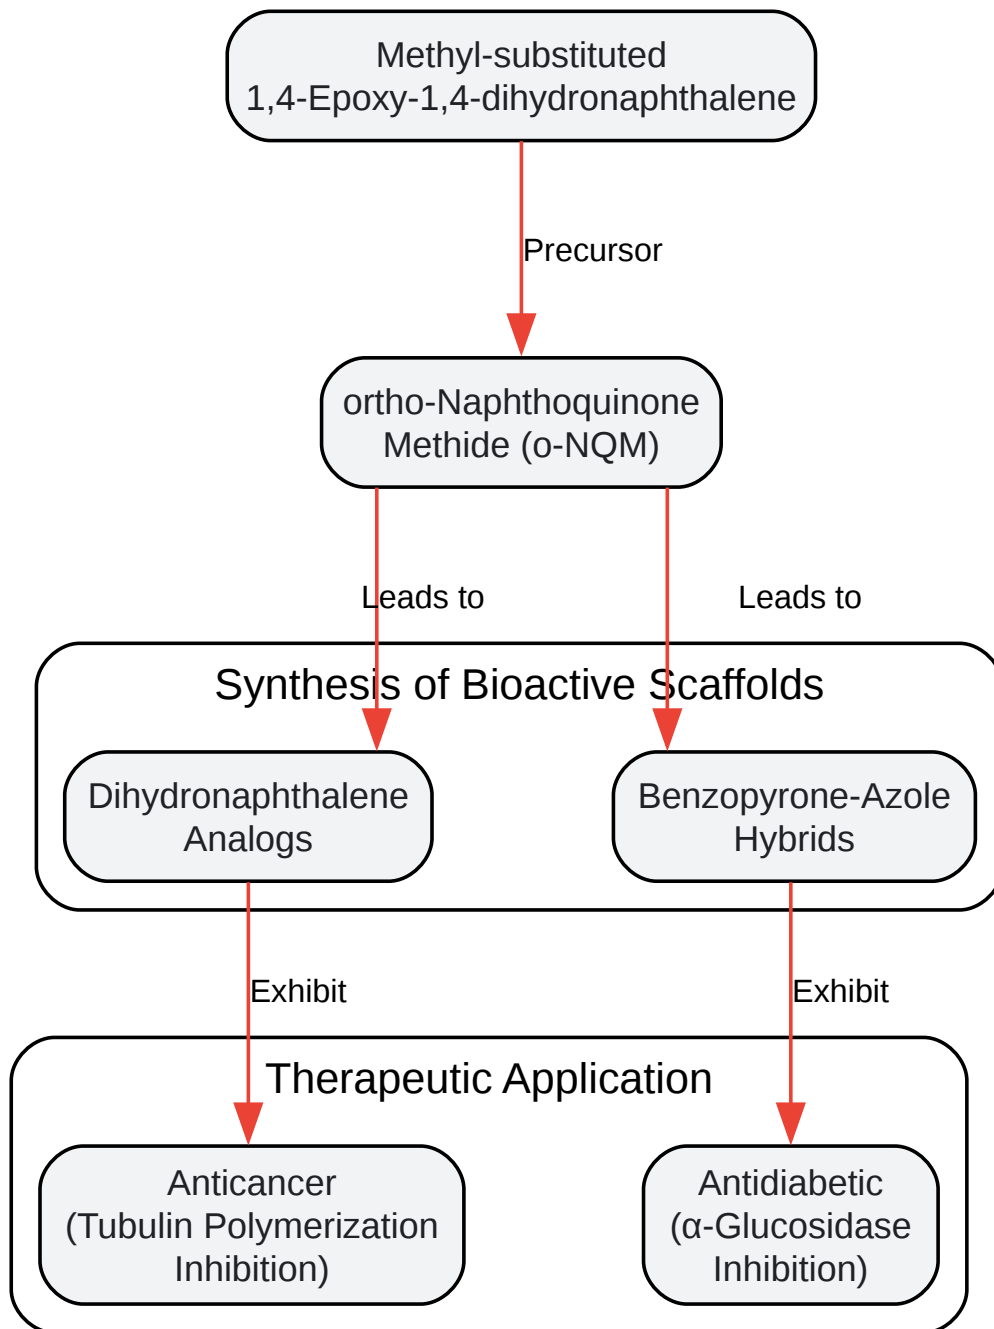 Methyl-substituted
1,4-Epoxy-1,4-dihydronaphthalene
Precursor
ortho-Naphthoquinone
Methide (o-NQM)
Leads to
Leads to
Synthesis of Bioactive Scaffolds
Dihydronaphthalene
Analogs
Benzopyrone-Azole
Hybrids
Exhibit
Exhibit
Therapeutic Application
Anticancer
(Tubulin Polymerization
Inhibition)
Antidiabetic
(α-Glucosidase
Inhibition)